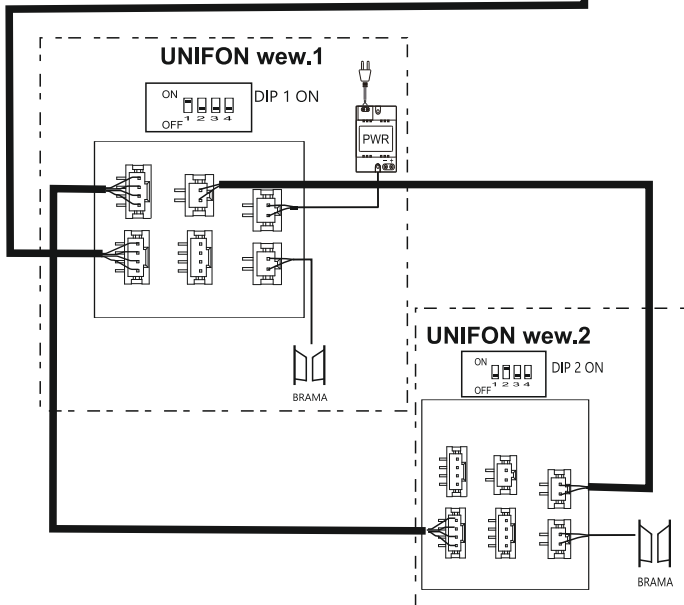 UNIFON wew.1
ON
DIP 1 ON
1 2 3 4
OFF
PWR
- +
BRAMA
UNIFON wew.2
ON
DIP 2 ON
1 2 3 4
OFF
BRAMA